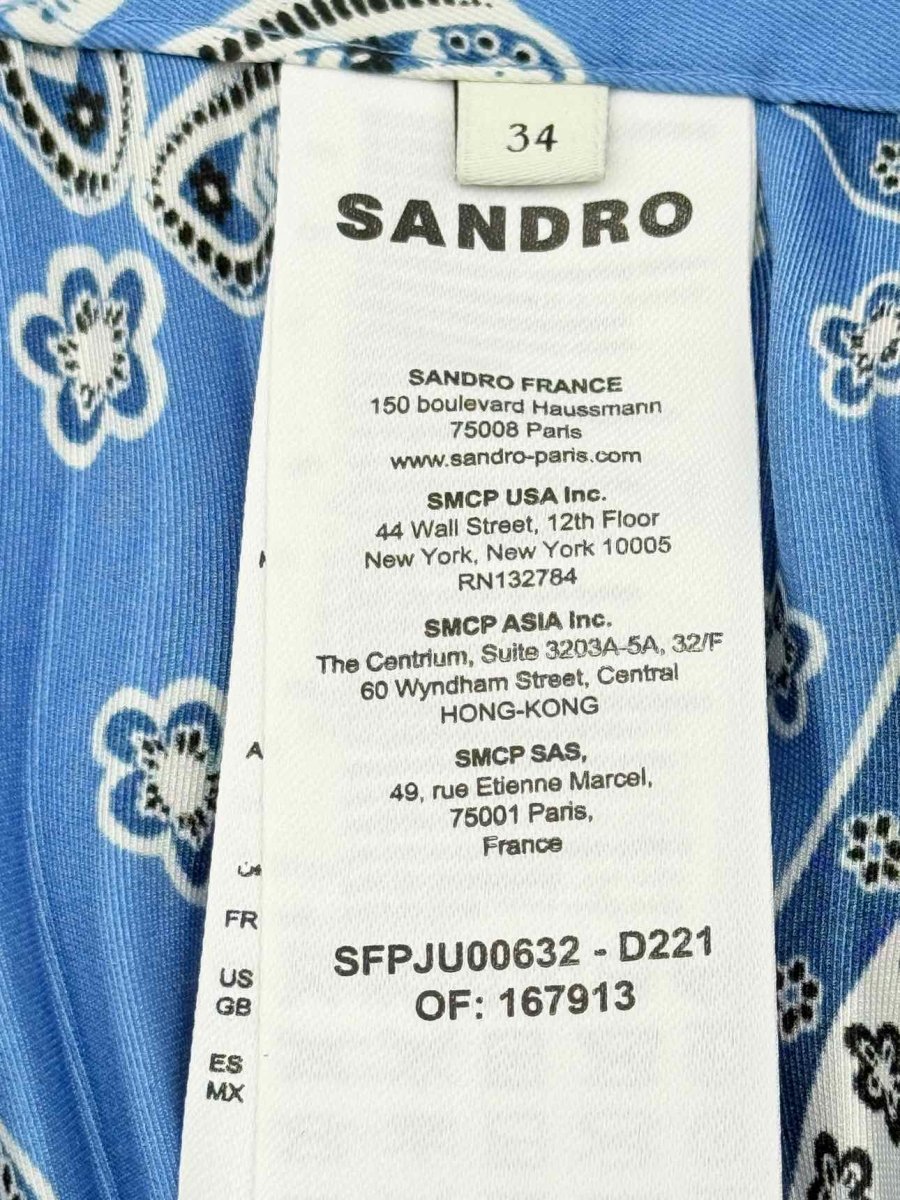 34
SANDRO
SANDRO FRANCE
150 boulevard Haussmann
75008 Paris
www.sandro-paris.com
SMCP USA Inc.
44 Wall Street, 12th Floor
New York, New York 10005
RN132784
SMCP ASIA Inc.
The Centrium, Suite 3203A-5A, 32/F
60 Wyndham Street, Central
HONG-KONG
SMCP SAS,
49, rue Etienne Marcel,
75001 Paris,
France
SFPJU00632 - D221
OF: 167913
A
FR
US
GB
ES
MX